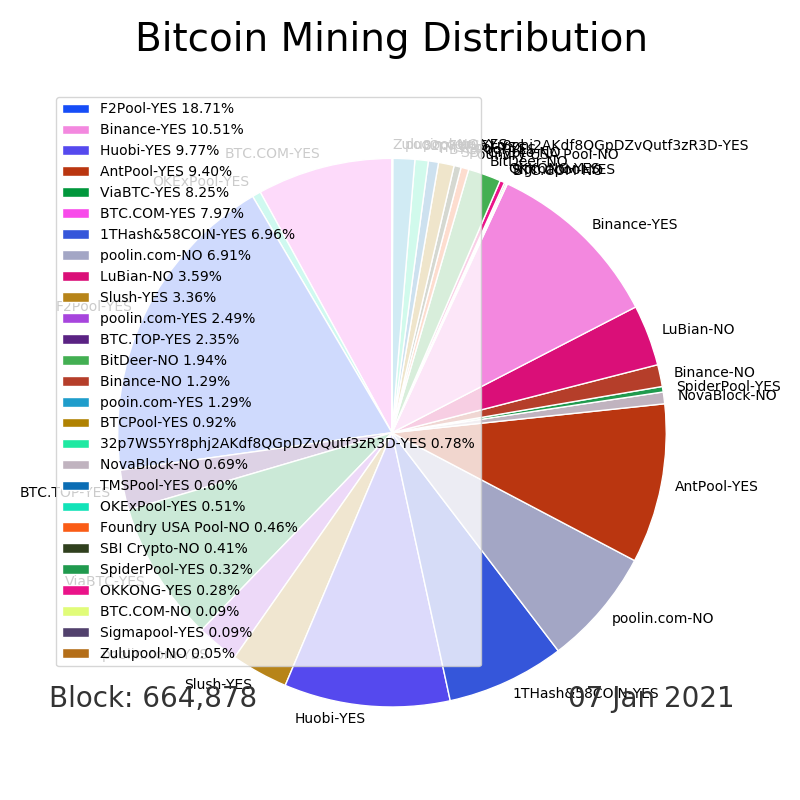 Bitcoin Mining Distribution
F2Pool-YES 18.71%
Binance-YES 10.51%
Huobi-YES 9.77%
AntPool-YES 9.40%
ViaBTC-YES 8.25%
BTC.COM-YES 7.97%
1THash&58COIN-YES 6.96%
poolin.com-NO 6.91%
LuBian-NO 3.59%
Slush-YES 3.36%
poolin.com-YES 2.49%
BTC.TOP-YES 2.35%
BitDeer-NO 1.94%
Binance-NO 1.29%
pooin.com-YES 1.29%
BTCPool-YES 0.92%
32p7WS5Yr8phj2AKdf8QGpDZvQutf3zR3D-YES 0.78%
NovaBlock-NO 0.69%
TMSPool-YES 0.60%
OKExPool-YES 0.51%
Foundry USA Pool-NO 0.46%
SBI Crypto-NO 0.41%
SpiderPool-YES 0.32%
OKKONG-YES 0.28%
BTC.COM-NO 0.09%
Sigmapool-YES 0.09%
Zulupool-NO 0.05%
BTC.COM-YES
OKExPool-YES
F2Pool-YES
BTC.TOP-YES
ViaBTC-YES
Slush-YES
Huobi-YES
1THash&58COIN-YES
poolin.com-NO
AntPool-YES
NovaBlock-NO
SpiderPool-YES
Binance-NO
LuBian-NO
Binance-YES
BitDeer-NO
Block: 664,878
07 Jan 2021